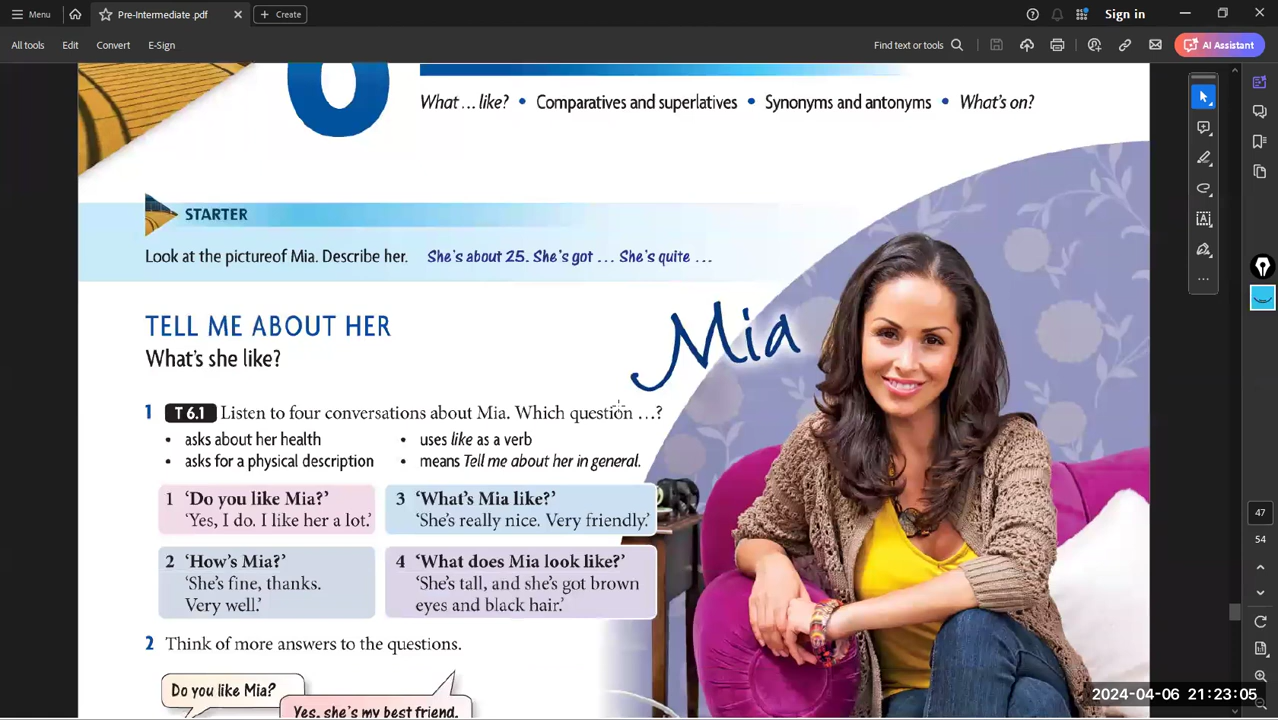 Menu
Pre-Intermediate .pdf
Create
Sign in
All tools Edit Convert E-Sign
Find text or tools
AI Assistant
What … like? • Comparatives and superlatives • Synonyms and antonyms • What's on?
STARTER
Look at the pictureof Mia. Describe her. She's about 25. She's got … She's quite …
TELL ME ABOUT HER
What's she like?
Mia
1 T 6.1 Listen to four conversations about Mia. Which question …?
• asks about her health
• uses like as a verb
• asks for a physical description
• means Tell me about her in general.
1 'Do you like Mia?'
'Yes, I do. I like her a lot.'
3 'What's Mia like?'
'She's really nice. Very friendly.'
2 'How's Mia?'
'She's fine, thanks.
Very well.'
4 'What does Mia look like?'
'She's tall, and she's got brown
eyes and black hair.'
2 Think of more answers to the questions.
Do you like Mia?
Yes, she's my best friend.
47
54
2024-04-06 21:23:05